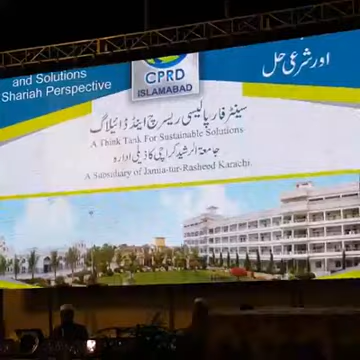 and Solutions
Shariah Perspective
CPRD
ISLAMABAD
اور شرعی حل
سینٹر فار پالیسی ریسرچ اینڈ ڈائیلاگ
A Think Tank For Sustainable Solutions
جامعۃ الرشید کراچی کا ذیلی ادارہ
A Subsidiary of Jamia-tur-Rasheed Karachi